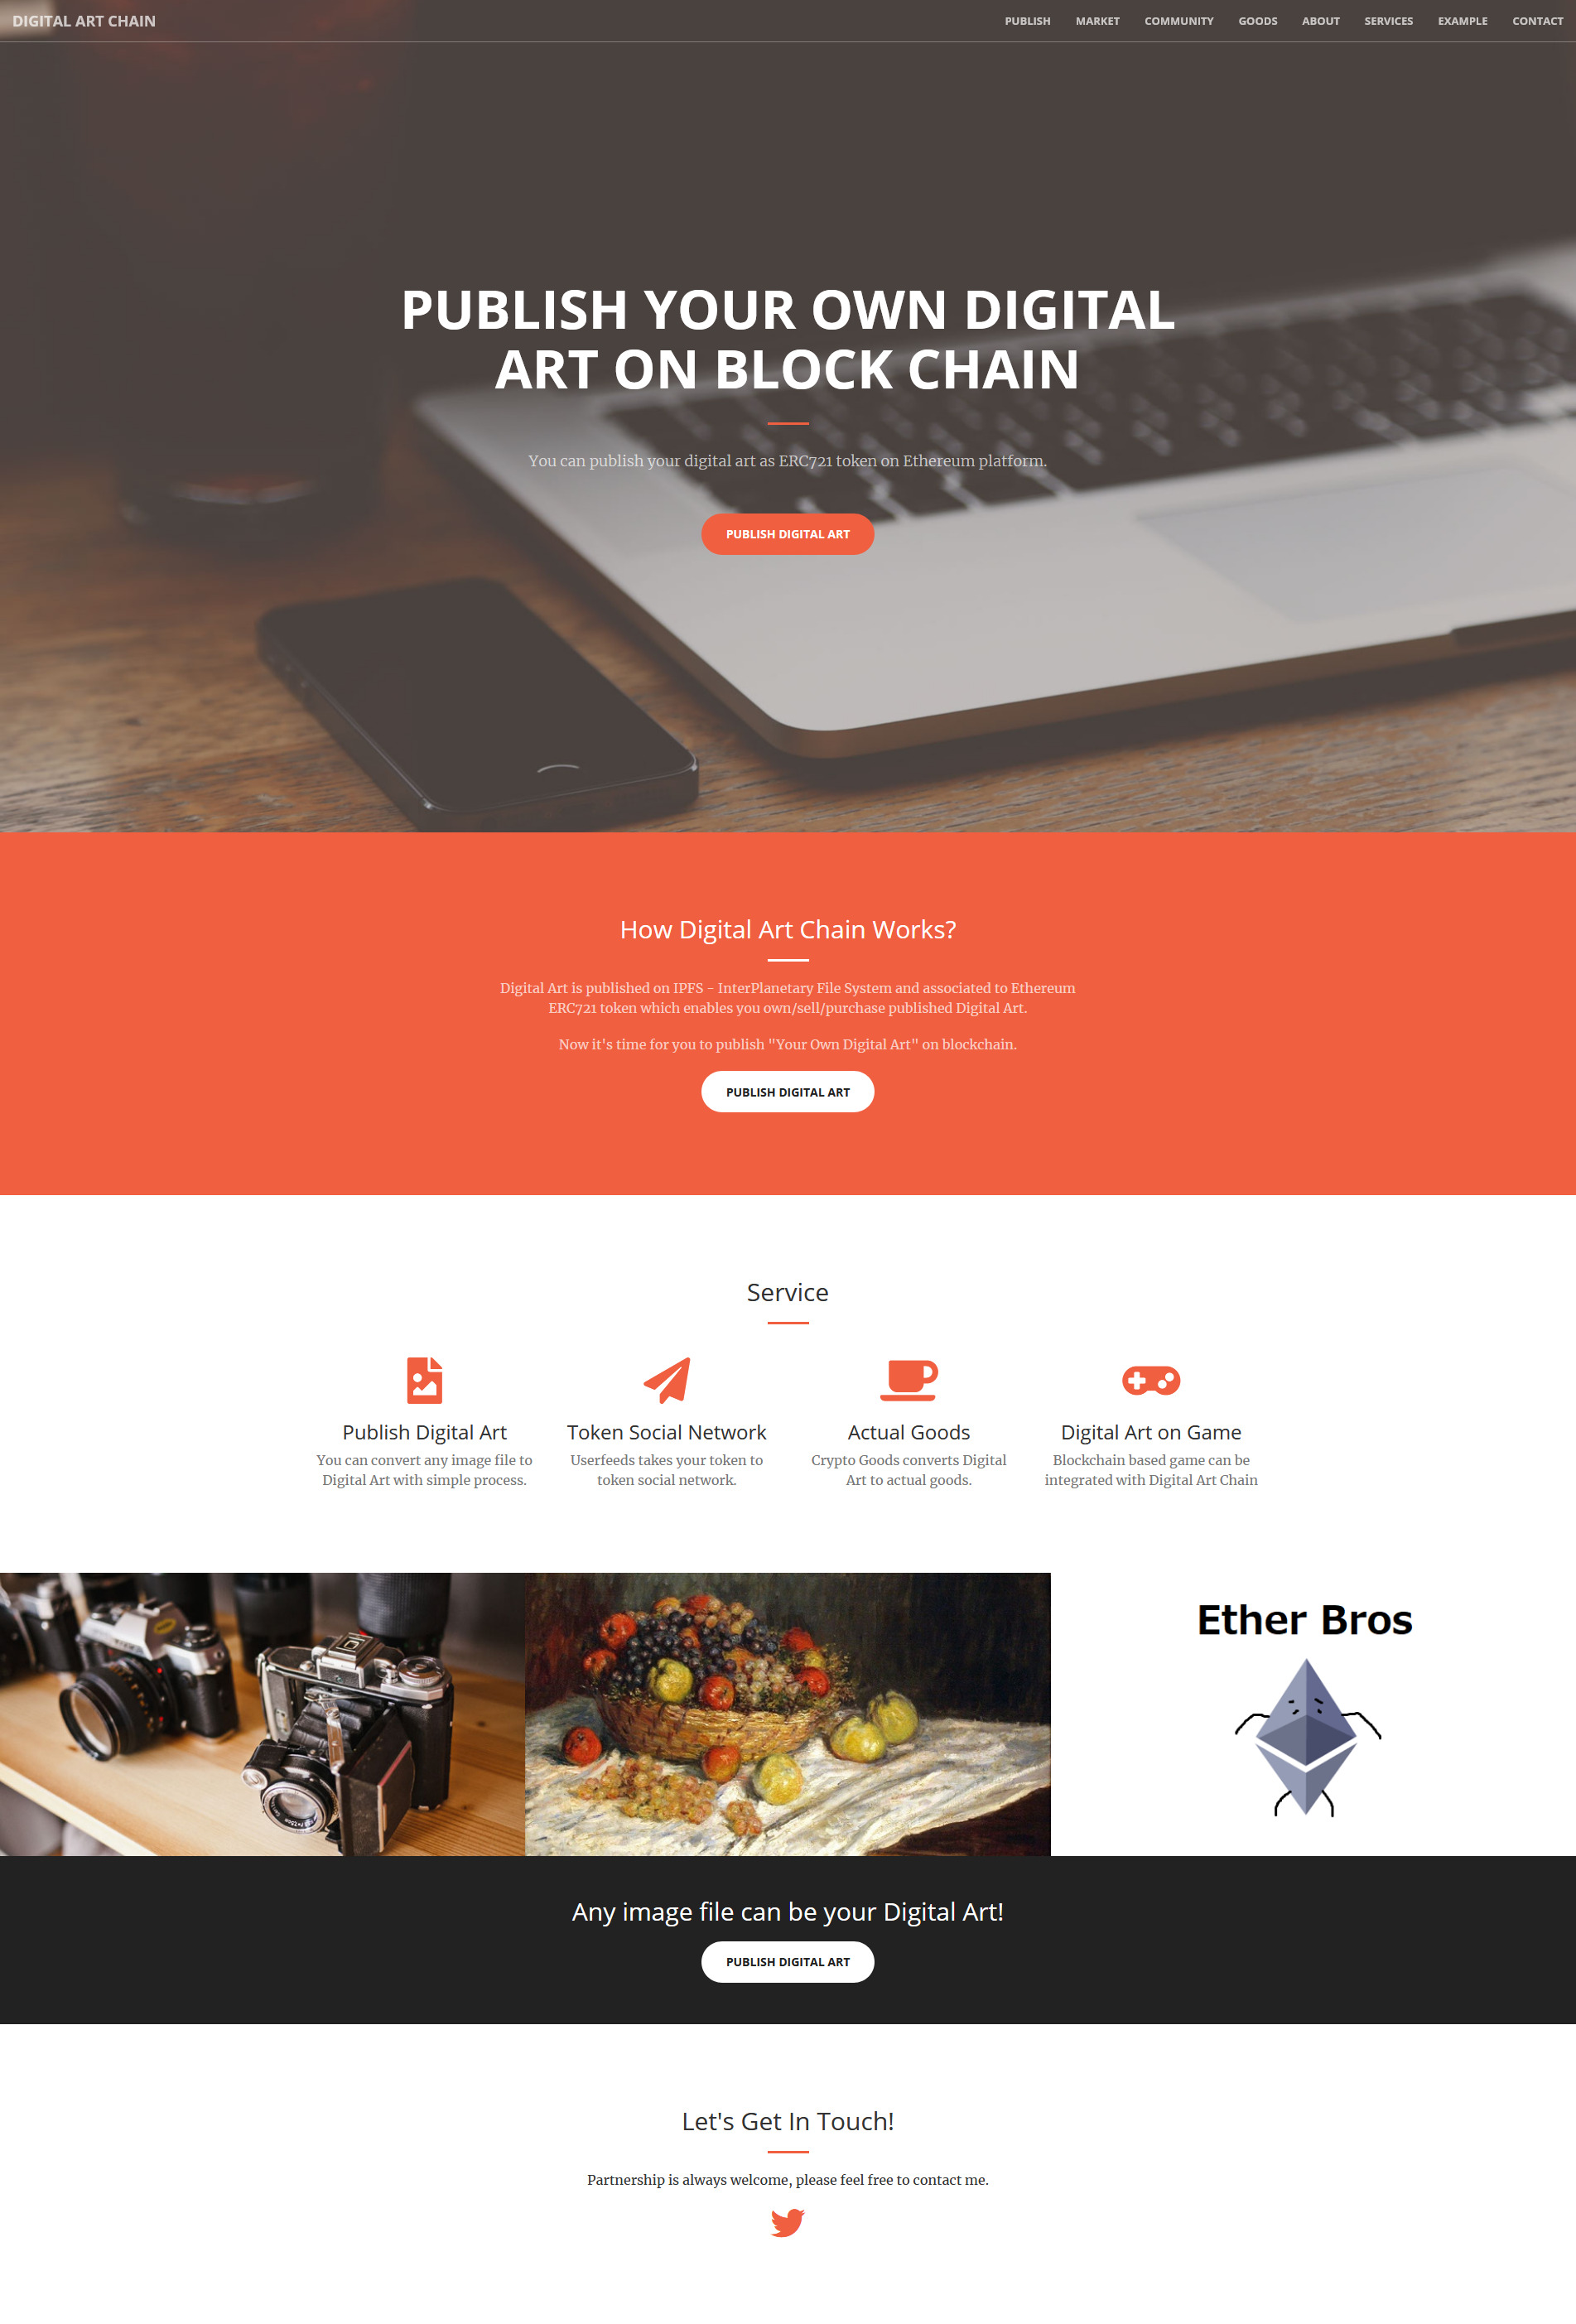 DIGITAL ART CHAIN
PUBLISH MARKET COMMUNITY GOODS ABOUT SERVICES EXAMPLE CONTACT
PUBLISH YOUR OWN DIGITAL
ART ON BLOCK CHAIN
You can publish your digital art as ERC721 token on Ethereum platform.
PUBLISH DIGITAL ART
How Digital Art Chain Works?
Digital Art is published on IPFS - InterPlanetary File System and associated to Ethereum
ERC721 token which enables you own/sell/purchase published Digital Art.
Now it's time for you to publish "Your Own Digital Art" on blockchain.
PUBLISH DIGITAL ART
Service
Publish Digital Art
You can convert any image file to
Digital Art with simple process.
Token Social Network
Userfeeds takes your token to
token social network.
Actual Goods
Crypto Goods converts Digital
Art to actual goods.
Digital Art on Game
Blockchain based game can be
integrated with Digital Art Chain
Ether Bros
Any image file can be your Digital Art!
PUBLISH DIGITAL ART
Let's Get In Touch!
Partnership is always welcome, please feel free to contact me.